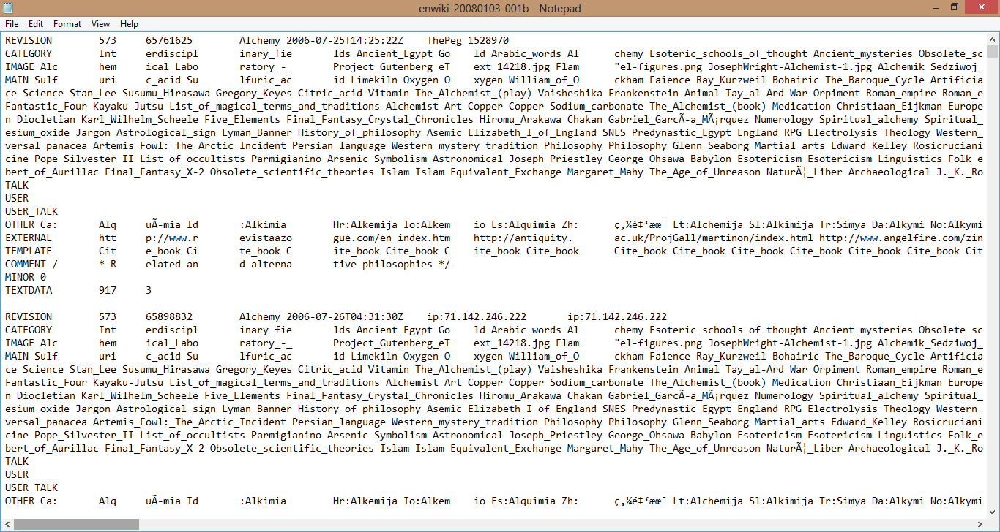 enwiki-20080103-001b - Notepad
File Edit Format View Help
REVISION 573 65761625 Alchemy 2006-07-25T14:25:22Z ThePeg 1528970
CATEGORY Int erdiscipl inary_fie lds Ancient_Egypt Go ld Arabic_words Al chemy Esoteric_schools_of_thought Ancient_mysteries Obsolete_sc
IMAGE Alc hem ical_Labo ratory_-_ Project_Gutenberg_eT ext_14218.jpg Flam "el-figures.png JosephWright-Alchemist-1.jpg Alchemik_Sedziwoj_
MAIN Sulf uri c_acid Su lfuric_ac id Limekiln Oxygen O xygen William_of_O ckham Faience Ray_Kurzweil Bohairic The_Baroque_Cycle Artificia
ce Science Stan_Lee Susumu_Hirasawa Gregory_Keyes Citric_acid Vitamin The_Alchemist_(play) Vaisheshika Frankenstein Animal Tay_al-Ard War Orpiment Roman_empire Roman_e
Fantastic_Four Kayaku-Jutsu List_of_magical_terms_and_traditions Alchemist Art Copper Copper Sodium_carbonate The_Alchemist_(book) Medication Christiaan_Eijkman Europe
n Diocletian Karl_Wilhelm_Scheele Five_Elements Final_Fantasy_Crystal_Chronicles Hiromu_Arakawa Chakan Gabriel_GarcÃ-a_MÃ¡rquez Numerology Spiritual_alchemy Spiritual_
esium_oxide Jargon Astrological_sign Lyman_Banner History_of_philosophy Asemic Elizabeth_I_of_England SNES Predynastic_Egypt England RPG Electrolysis Theology Western_
versal_panacea Artemis_Fowl:_The_Arctic_Incident Persian_language Western_mystery_tradition Philosophy Philosophy Glenn_Seaborg Martial_arts Edward_Kelley Rosicruciani
cine Pope_Silvester_II List_of_occultists Parmigianino Arsenic Symbolism Astronomical Joseph_Priestley George_Ohsawa Babylon Esotericism Esotericism Linguistics Folk_e
bert_of_Aurillac Final_Fantasy_X-2 Obsolete_scientific_theories Islam Islam Equivalent_Exchange Margaret_Mahy The_Age_of_Unreason NaturÃ¦_Liber Archaeological J._K._Ro
TALK
USER
USER_TALK
OTHER Ca: Alq uÃ-mia Id :Alkimia Hr:Alkemija Io:Alkem io Es:Alquimia Zh: ç‚¼é‡‘æœ¯ Lt:Alchemija Sl:Alkimija Tr:Simya Da:Alkymi No:Alkymi
EXTERNAL htt p://www.r evistaazo gue.com/en_index.htm http://antiquity. ac.uk/ProjGall/martinon/index.html http://www.angelfire.com/zin
TEMPLATE Cit e_book Ci te_book C ite_book Cite_book C ite_book Cite_book Cite_book Cite_book Cite_book Cite_book Cite_book Cite_book Cit
COMMENT / * R elated an d alterna tive philosophies */
MINOR 0
TEXTDATA 917 3
REVISION 573 65898832 Alchemy 2006-07-26T04:31:30Z ip:71.142.246.222 ip:71.142.246.222
CATEGORY Int erdiscipl inary_fie lds Ancient_Egypt Go ld Arabic_words Al chemy Esoteric_schools_of_thought Ancient_mysteries Obsolete_sc
IMAGE Alc hem ical_Labo ratory_-_ Project_Gutenberg_eT ext_14218.jpg Flam "el-figures.png JosephWright-Alchemist-1.jpg Alchemik_Sedziwoj_
MAIN Sulf uri c_acid Su lfuric_ac id Limekiln Oxygen O xygen William_of_O ckham Faience Ray_Kurzweil Bohairic The_Baroque_Cycle Artificia
ce Science Stan_Lee Susumu_Hirasawa Gregory_Keyes Citric_acid Vitamin The_Alchemist_(play) Vaisheshika Frankenstein Animal Tay_al-Ard War Orpiment Roman_empire Roman_e
Fantastic_Four Kayaku-Jutsu List_of_magical_terms_and_traditions Alchemist Art Copper Copper Sodium_carbonate The_Alchemist_(book) Medication Christiaan_Eijkman Europe
n Diocletian Karl_Wilhelm_Scheele Five_Elements Final_Fantasy_Crystal_Chronicles Hiromu_Arakawa Chakan Gabriel_GarcÃ-a_MÃ¡rquez Numerology Spiritual_alchemy Spiritual_
esium_oxide Jargon Astrological_sign Lyman_Banner History_of_philosophy Asemic Elizabeth_I_of_England SNES Predynastic_Egypt England RPG Electrolysis Theology Western_
versal_panacea Artemis_Fowl:_The_Arctic_Incident Persian_language Western_mystery_tradition Philosophy Philosophy Glenn_Seaborg Martial_arts Edward_Kelley Rosicruciani
cine Pope_Silvester_II List_of_occultists Parmigianino Arsenic Symbolism Astronomical Joseph_Priestley George_Ohsawa Babylon Esotericism Esotericism Linguistics Folk_e
bert_of_Aurillac Final_Fantasy_X-2 Obsolete_scientific_theories Islam Islam Equivalent_Exchange Margaret_Mahy The_Age_of_Unreason NaturÃ¦_Liber Archaeological J._K._Ro
TALK
USER
USER_TALK
OTHER Ca: Alq uÃ-mia Id :Alkimia Hr:Alkemija Io:Alkem io Es:Alquimia Zh: ç‚¼é‡‘æœ¯ Lt:Alchemija Sl:Alkimija Tr:Simya Da:Alkymi No:Alkymi